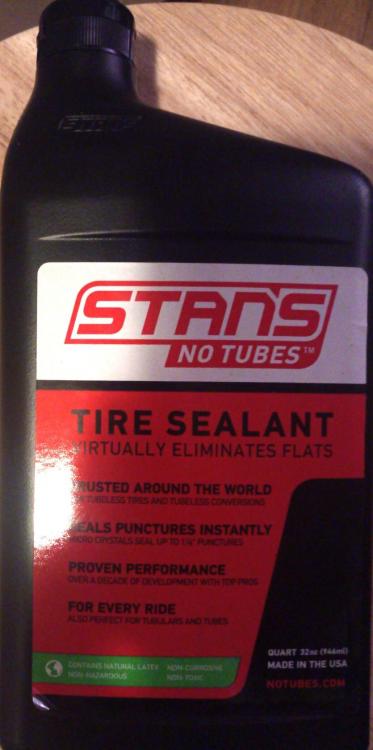 STAN'S
NO TUBES™
TIRE SEALANT
VIRTUALLY ELIMINATES FLATS
TRUSTED AROUND THE WORLD
FOR TUBELESS TIRES AND TUBELESS CONVERSIONS
SEALS PUNCTURES INSTANTLY
MICRO CRYSTALS SEAL UP TO 1/4" PUNCTURES
PROVEN PERFORMANCE
OVER A DECADE OF DEVELOPMENT WITH TOP PROS
FOR EVERY RIDE
ALSO PERFECT FOR TUBULARS AND TUBES
CONTAINS NATURAL LATEX NON-CORROSIVE
NON-HAZARDOUS NON-TOXIC
QUART 32oz (946ml)
MADE IN THE USA
NOTUBES.COM